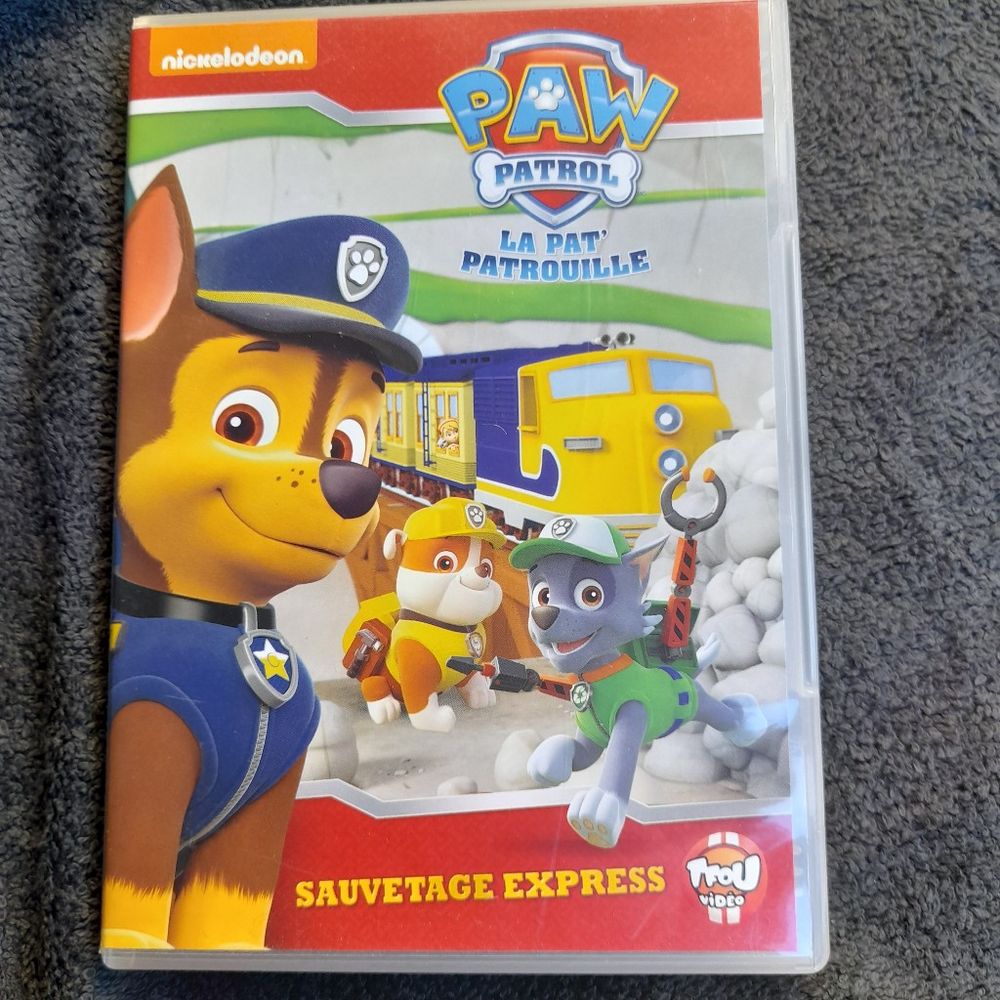 nickelodeon
PAW
PATROL
LA PAT'
PATROUILLE
SAUVETAGE EXPRESS
TFOU
VIDÉO